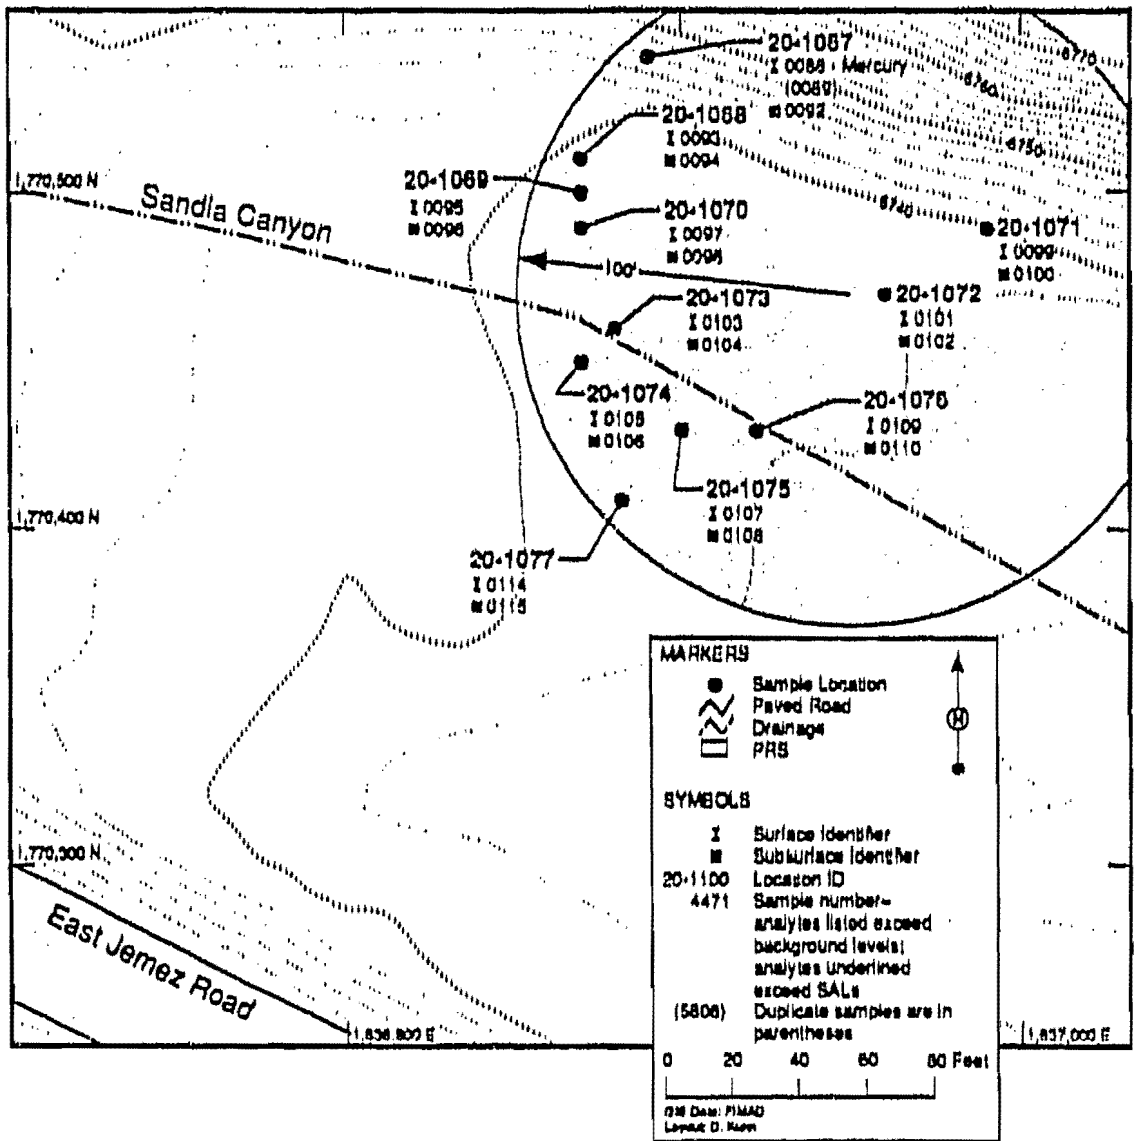 20-1067
I 0088 - Mercury
(0089)
■ 0092
6770
6760
6750
6740
20-1068
I 0093
■ 0094
1,770,500 N
20-1069
I 0095
■ 0096
Sandia Canyon
20-1070
I 0097
■ 0098
20-1071
I 0099
■ 0100
100'
20-1072
I 0101
■ 0102
20-1073
I 0103
■ 0104
20-1074
I 0105
■ 0106
20-1076
I 0109
■ 0110
20-1075
I 0107
■ 0108
1,770,400 N
20-1077
I 0114
■ 0115
1,770,300 N
East Jemez Road
1,836,800 E
1,837,000 E
MARKERS
Sample Location
Paved Road
Drainage
PRS
N
SYMBOLS
I Surface Identifier
■ Subsurface Identifier
20-1100 Location ID
4471 Sample number–
analytes listed exceed
background levels;
analytes underlined
exceed SALs
(5806) Duplicate samples are in
parentheses
0 20 40 60 80 Feet
Data: FIMAD
Layout: D.